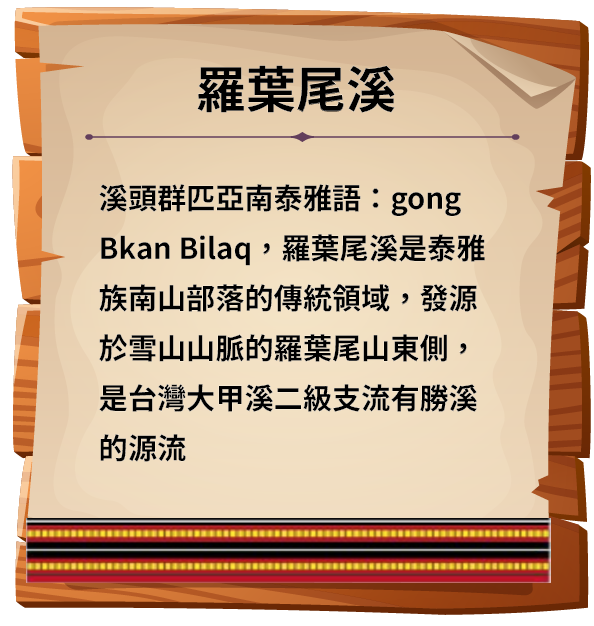 羅葉尾溪
溪頭群匹亞南泰雅語：gong
Bkan Bilaq，羅葉尾溪是泰雅
族南山部落的傳統領域，發源
於雪山山脈的羅葉尾山東側，
是台灣大甲溪二級支流有勝溪
的源流